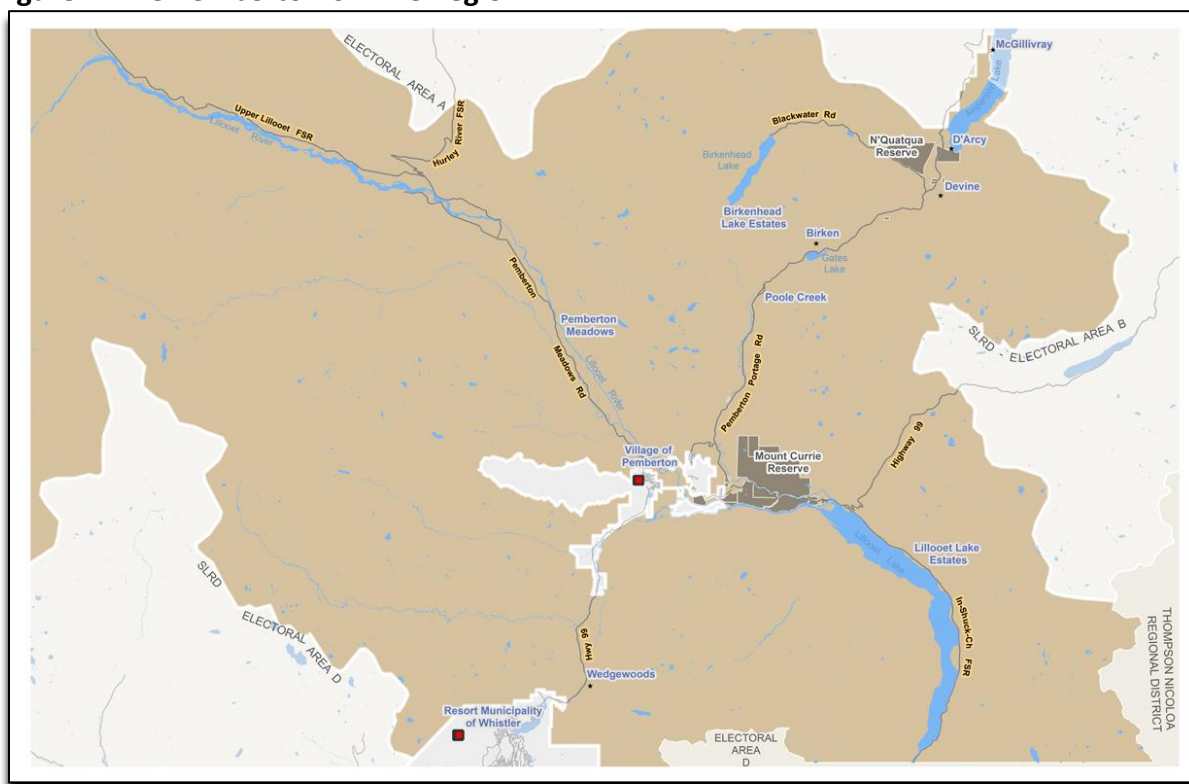 McGillivray
ELECTORAL AREA A
Anderson Lake
Upper Lillooet FSR
Lillooet River
Hurley River FSR
Blackwater Rd
N'Quatqua
Reserve
D'Arcy
Birkenhead
Lake
Devine
Birkenhead
Lake Estates
Birken
Gates
Lake
Pemberton
Meadows Rd
Poole Creek
Pemberton
Meadows
Lillooet River
SLRD - ELECTORAL AREA B
Pemberton Portage Rd
Highway 99
Village of
Pemberton
Mount Currie
Reserve
Lillooet Lake
Lillooet Lake
Estates
In-Shuck-Ch FSR
SLRD
ELECTORAL AREA D
Hwy 99
Wedgewoods
THOMPSON NICOLOA
REGIONAL DISTRICT
Resort Municipality
of Whistler
ELECTORAL
AREA
D